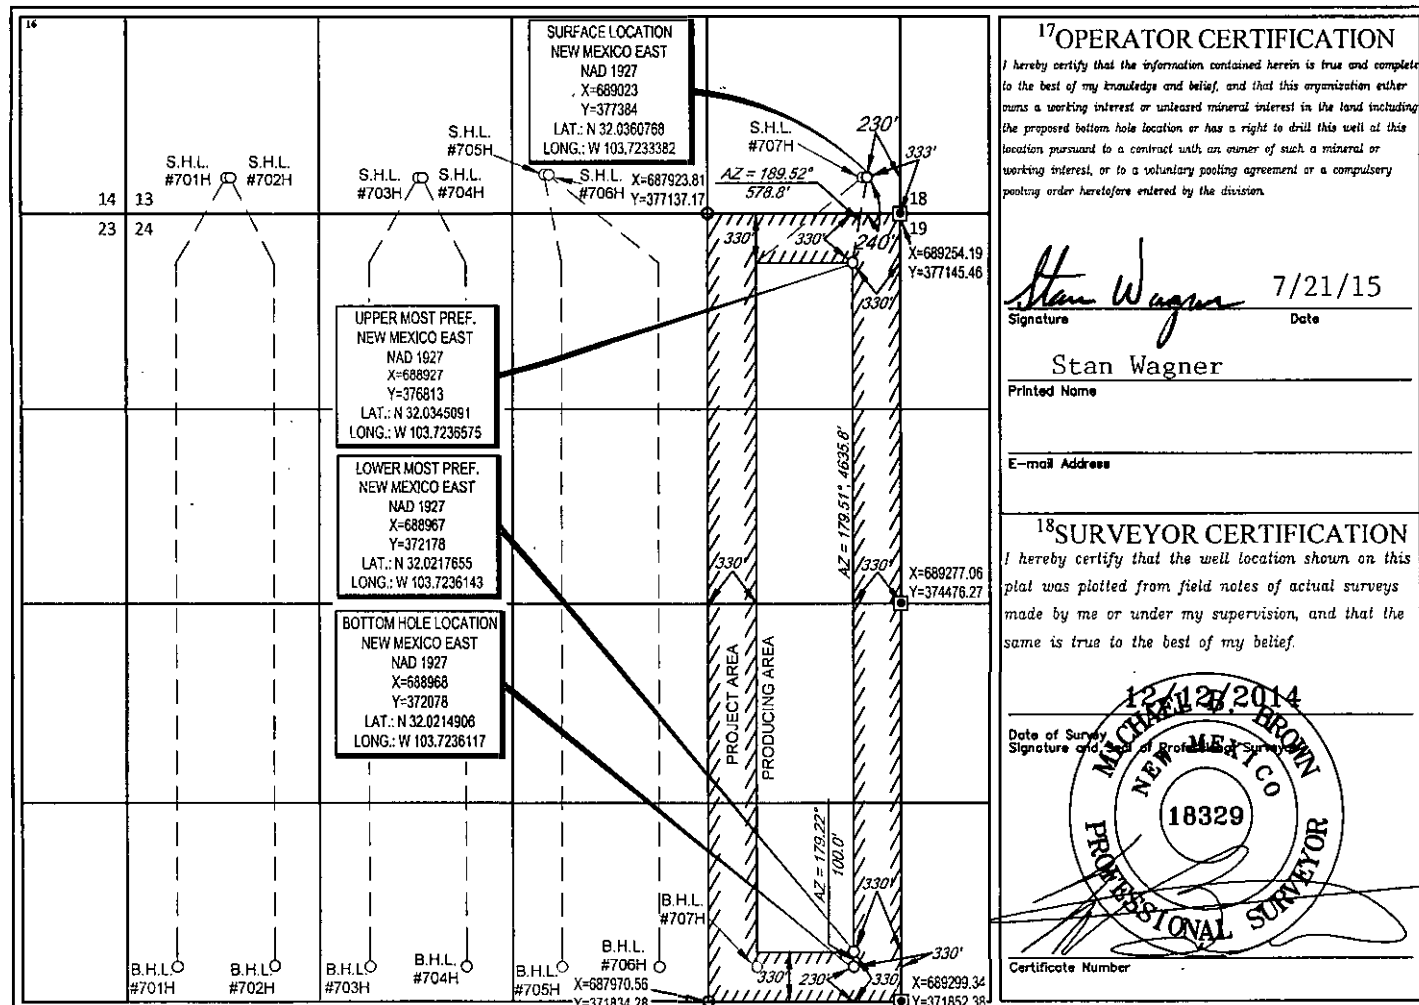 16
SURFACE LOCATION
NEW MEXICO EAST
NAD 1927
X=689023
Y=377384
LAT.: N 32.0360768
LONG.: W 103.7233382
S.H.L.
#701H
S.H.L.
#702H
S.H.L.
#703H
S.H.L.
#704H
S.H.L.
#705H
S.H.L.
#706H
S.H.L.
#707H
230'
333'
X=687923.81
Y=377137.17
AZ = 189.52°
578.8'
14 13
23 24
18
19
330'
330'
240'
X=689254.19
Y=377145.46
330'
UPPER MOST PREF.
NEW MEXICO EAST
NAD 1927
X=688927
Y=376813
LAT.: N 32.0345091
LONG.: W 103.7236575
LOWER MOST PREF.
NEW MEXICO EAST
NAD 1927
X=688967
Y=372178
LAT.: N 32.0217655
LONG.: W 103.7236143
BOTTOM HOLE LOCATION
NEW MEXICO EAST
NAD 1927
X=688968
Y=372078
LAT.: N 32.0214906
LONG.: W 103.7236117
AZ = 179.51°, 4635.8'
330'
330'
X=689277.06
Y=374476.27
PROJECT AREA
PRODUCING AREA
AZ = 179.22°
100.0'
330'
B.H.L.
#707H
B.H.L.
#701H
B.H.L.
#702H
B.H.L.
#703H
B.H.L.
#704H
B.H.L.
#705H
B.H.L.
#706H
X=687970.56
Y=371834.28
330'
230'
330'
330'
X=689299.34
Y=371852.38
17 OPERATOR CERTIFICATION
I hereby certify that the information contained herein is true and complete
to the best of my knowledge and belief, and that this organization either
owns a working interest or unleased mineral interest in the land including
the proposed bottom hole location or has a right to drill this well at this
location pursuant to a contract with an owner of such a mineral or
working interest, or to a voluntary pooling agreement or a compulsory
pooling order heretofore entered by the division.
Stan Wagner 7/21/15
Signature Date
Stan Wagner
Printed Name
E-mail Address
18 SURVEYOR CERTIFICATION
I hereby certify that the well location shown on this
plat was plotted from field notes of actual surveys
made by me or under my supervision, and that the
same is true to the best of my belief.
12/12/2014
Date of Survey
Signature and Seal of Professional Surveyor
MICHAEL B. BROWN
NEW MEXICO
18329
PROFESSIONAL SURVEYOR
Certificate Number